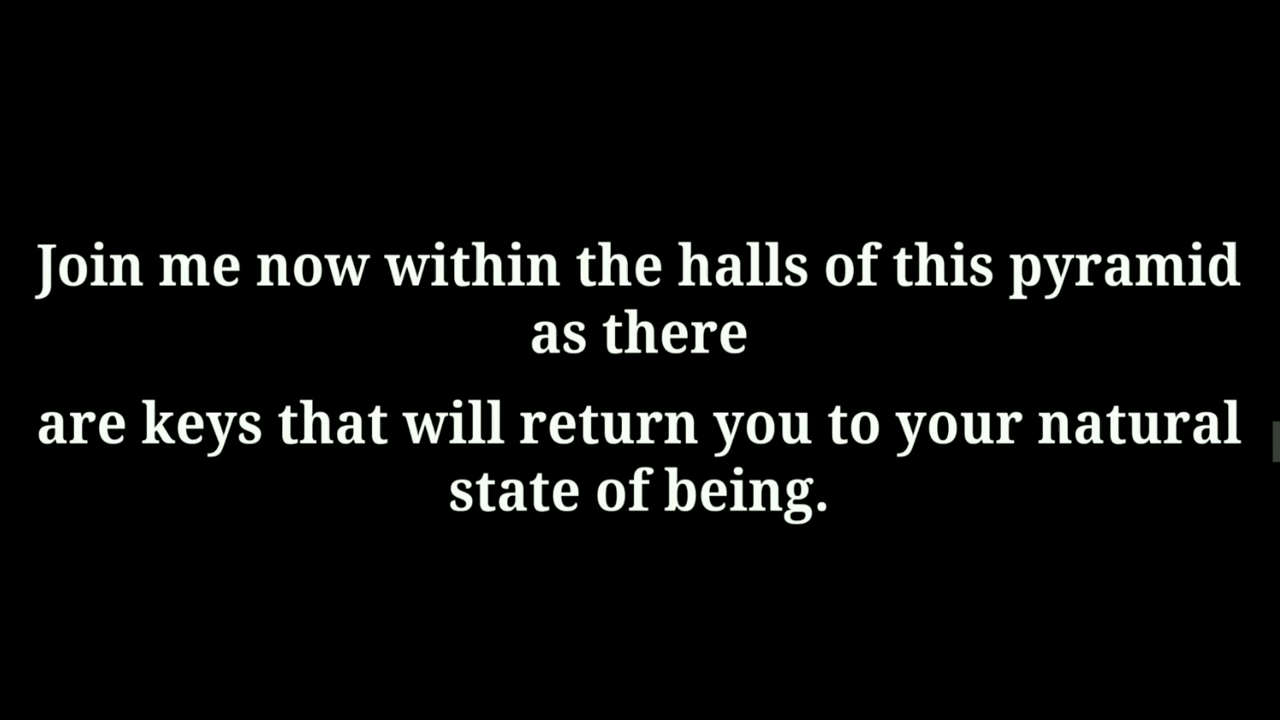 Join me now within the halls of this pyramid
as there
are keys that will return you to your natural
state of being.